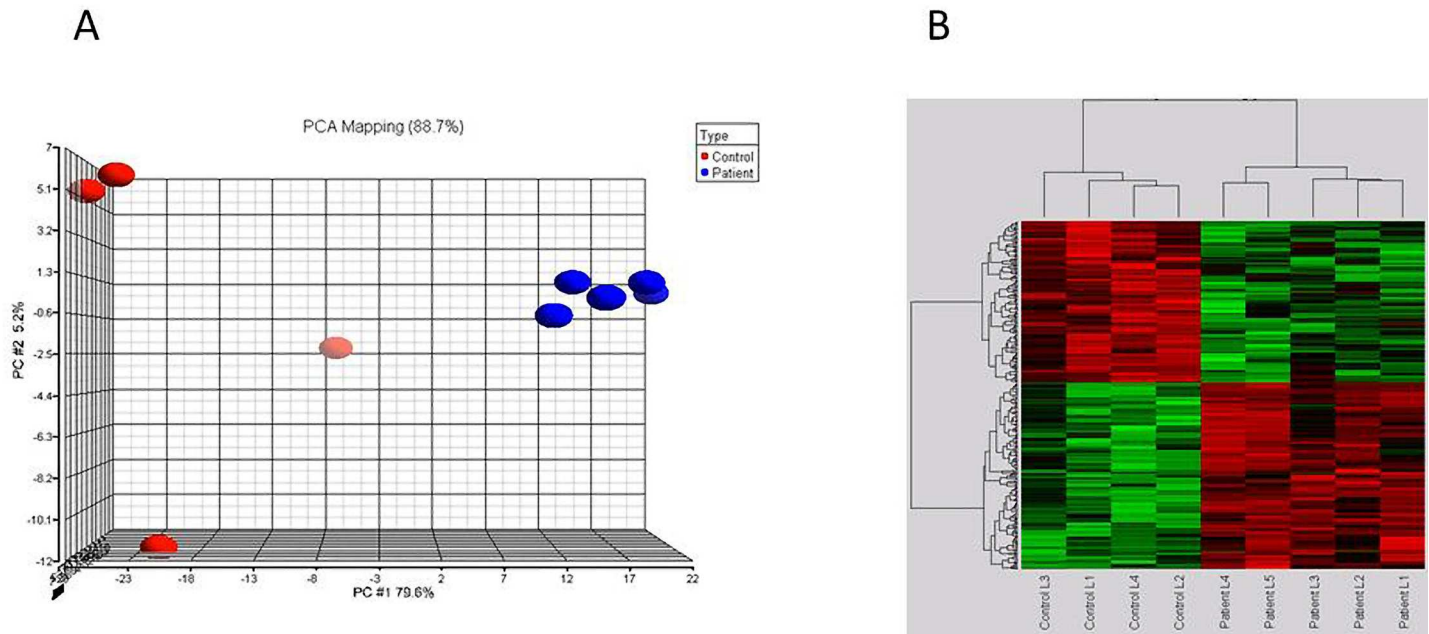 A
B
PCA Mapping (88.7%)
Type
Control
Patient
7
5.1
3.2
1.3
-0.6
-2.5
-4.4
-6.3
-8.2
-10.1
-12
PC #2 5.2%
-23
-18
-13
-8
-3
2
7
12
17
22
PC #1 79.6%
Control L3
Control L1
Control L4
Control L2
Patient L4
Patient L5
Patient L3
Patient L2
Patient L1